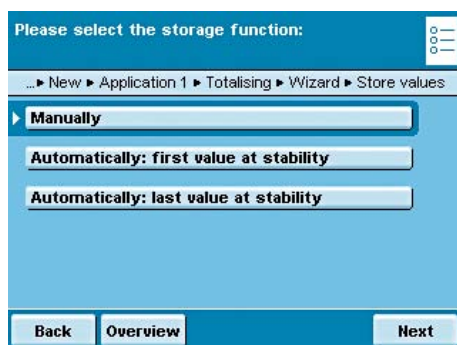 Please select the storage function:
...▸ New ▸ Application 1 ▸ Totalising ▸ Wizard ▸ Store values
Manually
Automatically: first value at stability
Automatically: last value at stability
Back Overview Next